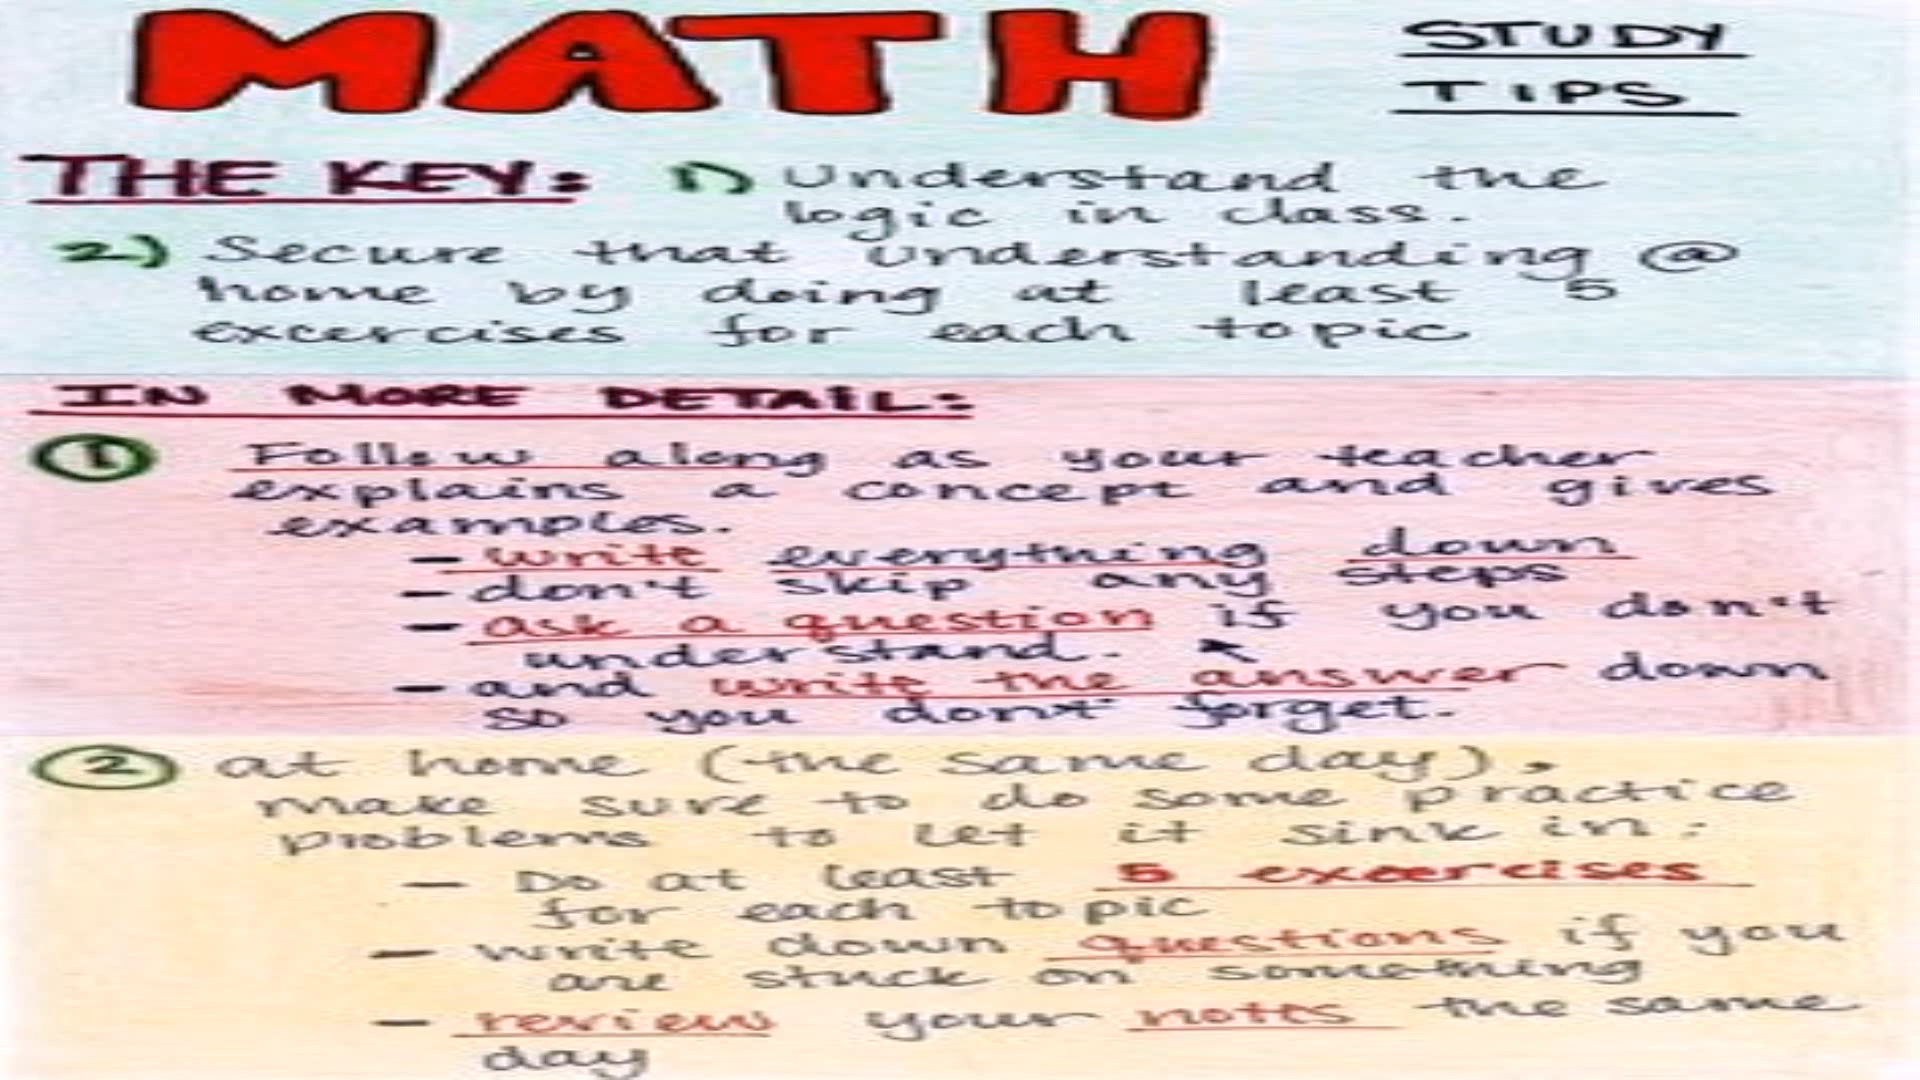 MATH
STUDY
TIPS
THE KEY: 1) Understand the
logic in class.
2) Secure that understanding @
home by doing at least 5
excercises for each topic
IN MORE DETAIL:
1 Follow along as your teacher
explains a concept and gives
examples.
- write everything down
- don't skip any steps
- ask a question if you don't
understand.
- and write the answer down
so you don't forget.
2 at home (the same day),
make sure to do some practice
problems to let it sink in:
- Do at least 5 excercises
for each topic
- write down questions if you
are stuck on something
- review your notes the same
day